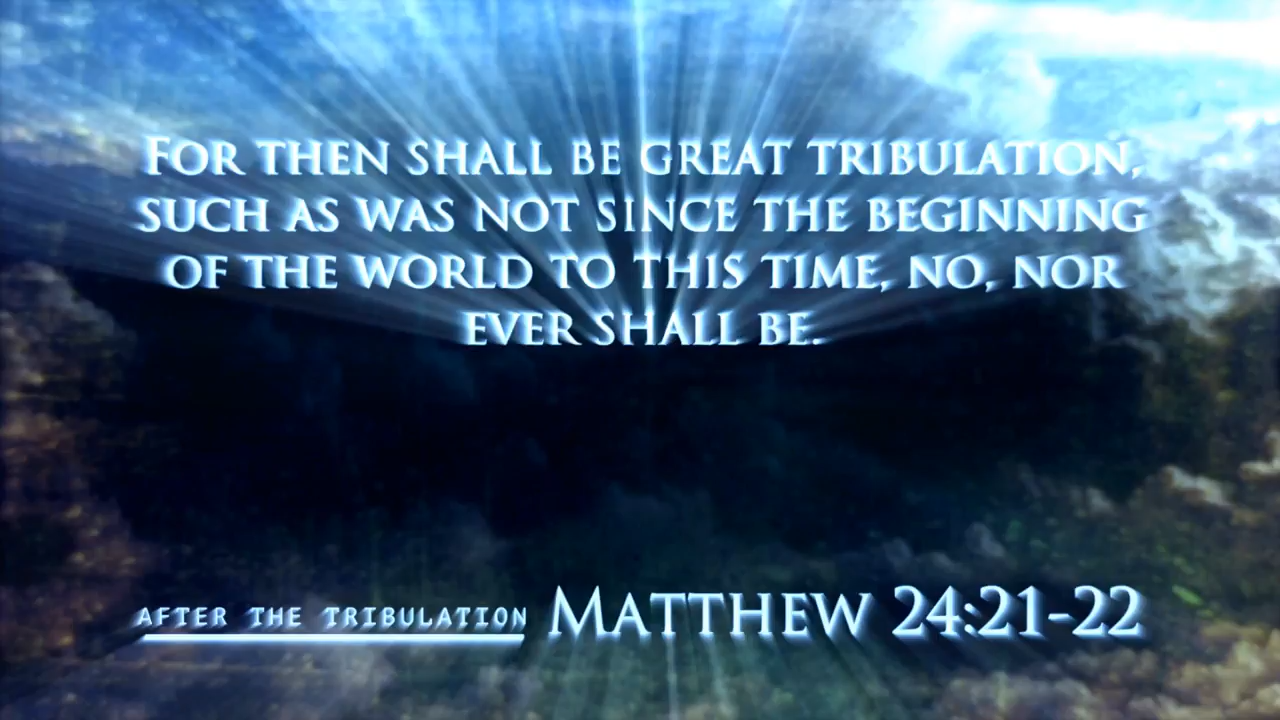 For then shall be great tribulation,
such as was not since the beginning
of the world to this time, no, nor
ever shall be.
AFTER THE TRIBULATION Matthew 24:21-22